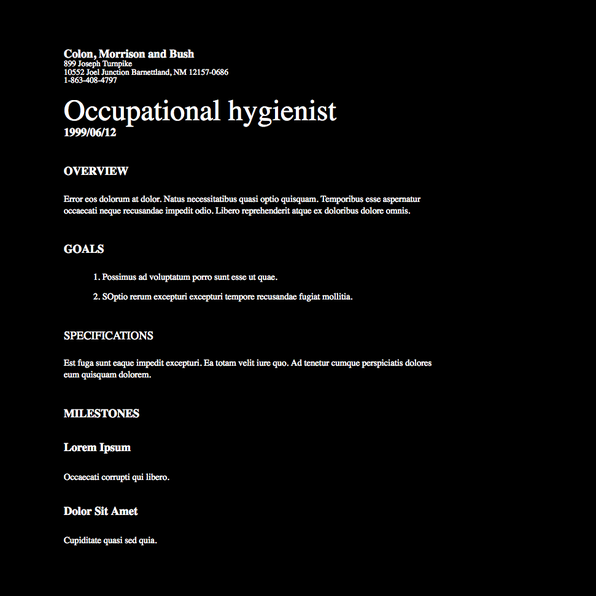 Colon, Morrison and Bush
899 Joseph Turnpike
10552 Joel Junction Barnettland, NM 12157-0686
1-863-408-4797
Occupational hygienist
1999/06/12
OVERVIEW
Error eos dolorum at dolor. Natus necessitatibus quasi optio quisquam. Temporibus esse aspernatur
occaecati neque recusandae impedit odio. Libero reprehenderit atque ex doloribus dolore omnis.
GOALS
1. Possimus ad voluptatum porro sunt esse ut quae.
2. SOptio rerum excepturi excepturi tempore recusandae fugiat mollitia.
SPECIFICATIONS
Est fuga sunt eaque impedit excepturi. Ea totam velit iure quo. Ad tenetur cumque perspiciatis dolores
eum quisquam dolorem.
MILESTONES
Lorem Ipsum
Occaecati corrupti qui libero.
Dolor Sit Amet
Cupiditate quasi sed quia.